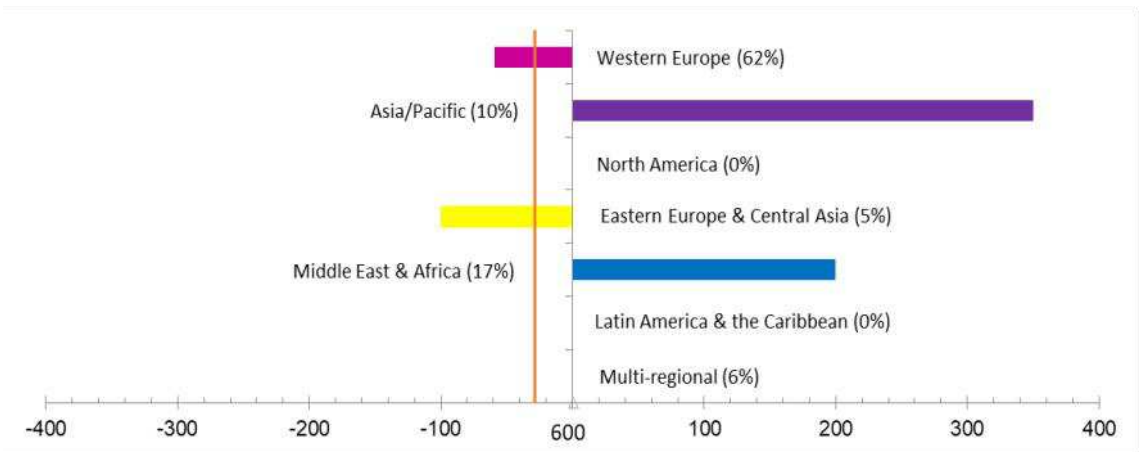 Western Europe (62%)
Asia/Pacific (10%)
North America (0%)
Eastern Europe & Central Asia (5%)
Middle East & Africa (17%)
Latin America & the Caribbean (0%)
Multi-regional (6%)
-400 -300 -200 -100 600 100 200 300 400